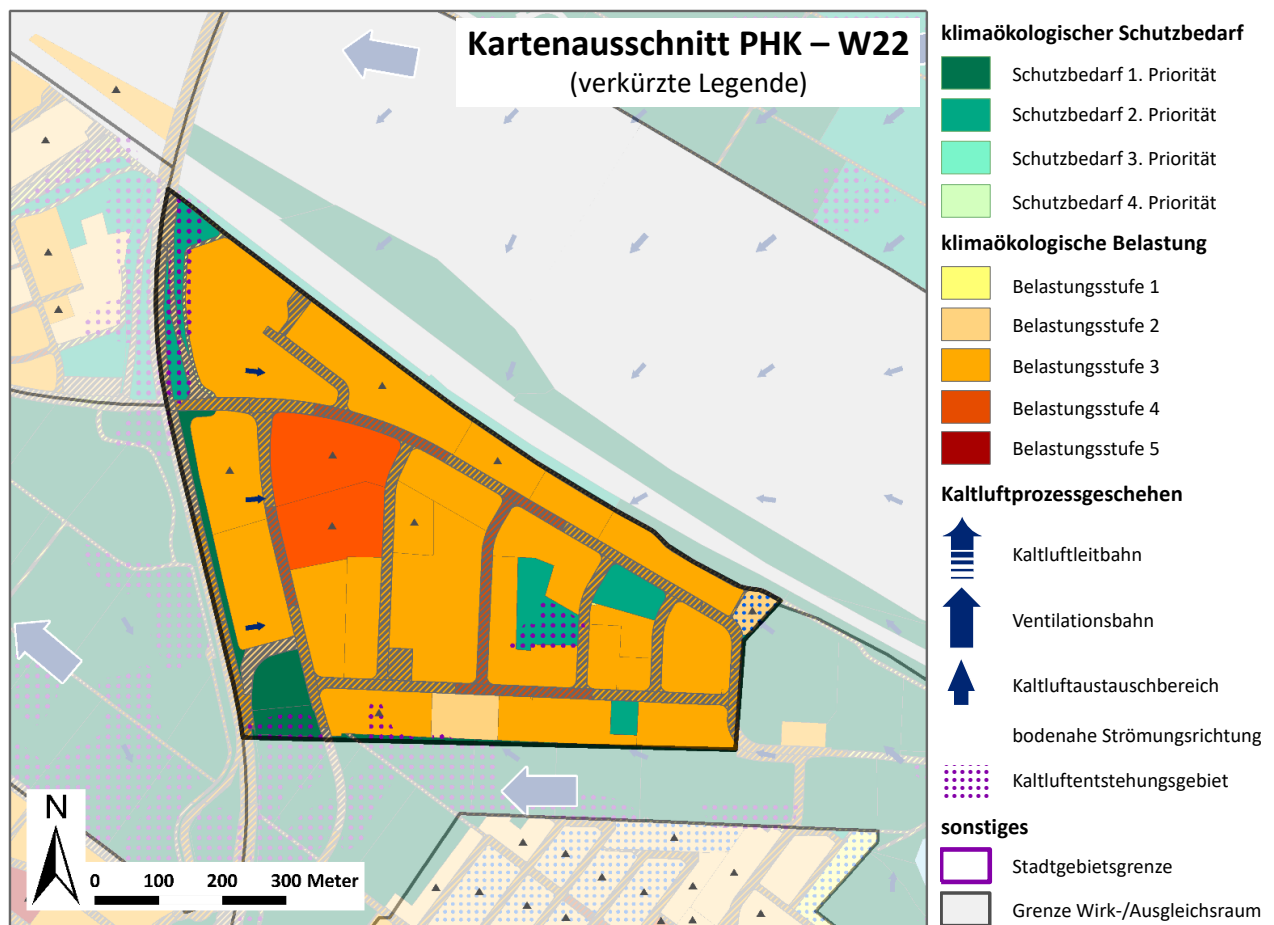 Kartenausschnitt PHK – W22
(verkürzte Legende)
klimaökologischer Schutzbedarf
Schutzbedarf 1. Priorität
Schutzbedarf 2. Priorität
Schutzbedarf 3. Priorität
Schutzbedarf 4. Priorität
klimaökologische Belastung
Belastungsstufe 1
Belastungsstufe 2
Belastungsstufe 3
Belastungsstufe 4
Belastungsstufe 5
Kaltluftprozessgeschehen
Kaltluftleitbahn
Ventilationsbahn
Kaltluftaustauschbereich
bodenahe Strömungsrichtung
Kaltluftentstehungsgebiet
sonstiges
Stadtgebietsgrenze
Grenze Wirk-/Ausgleichsraum
N
0 100 200 300 Meter